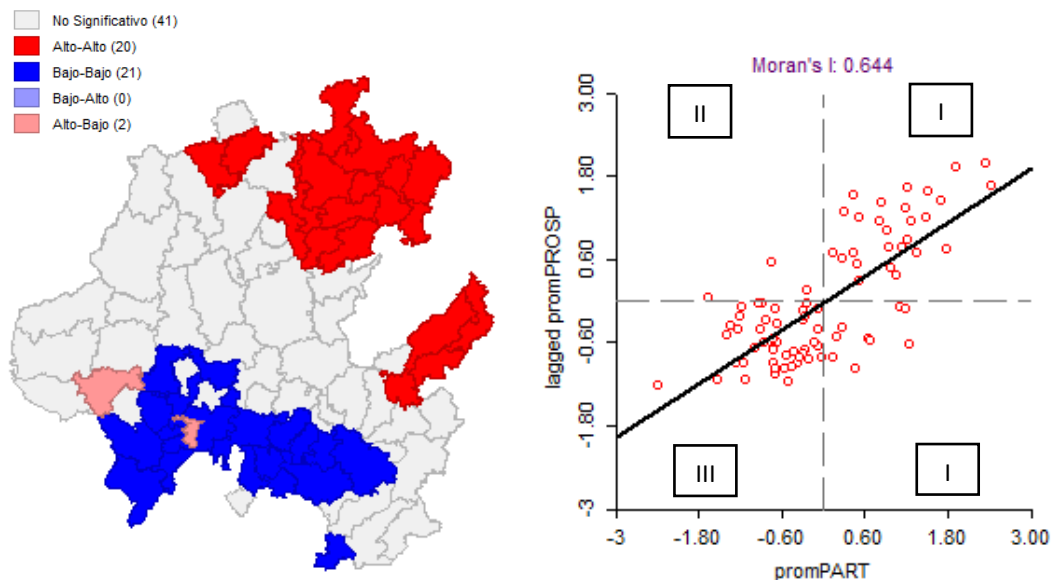 No Significativo (41)
Alto-Alto (20)
Bajo-Bajo (21)
Bajo-Alto (0)
Alto-Bajo (2)
Moran's I: 0.644
II
I
III
I
3.00
1.80
0.60
-0.60
-1.80
-3
lagged promPROSP
-3
-1.80
-0.60
0.60
1.80
3.00
promPART